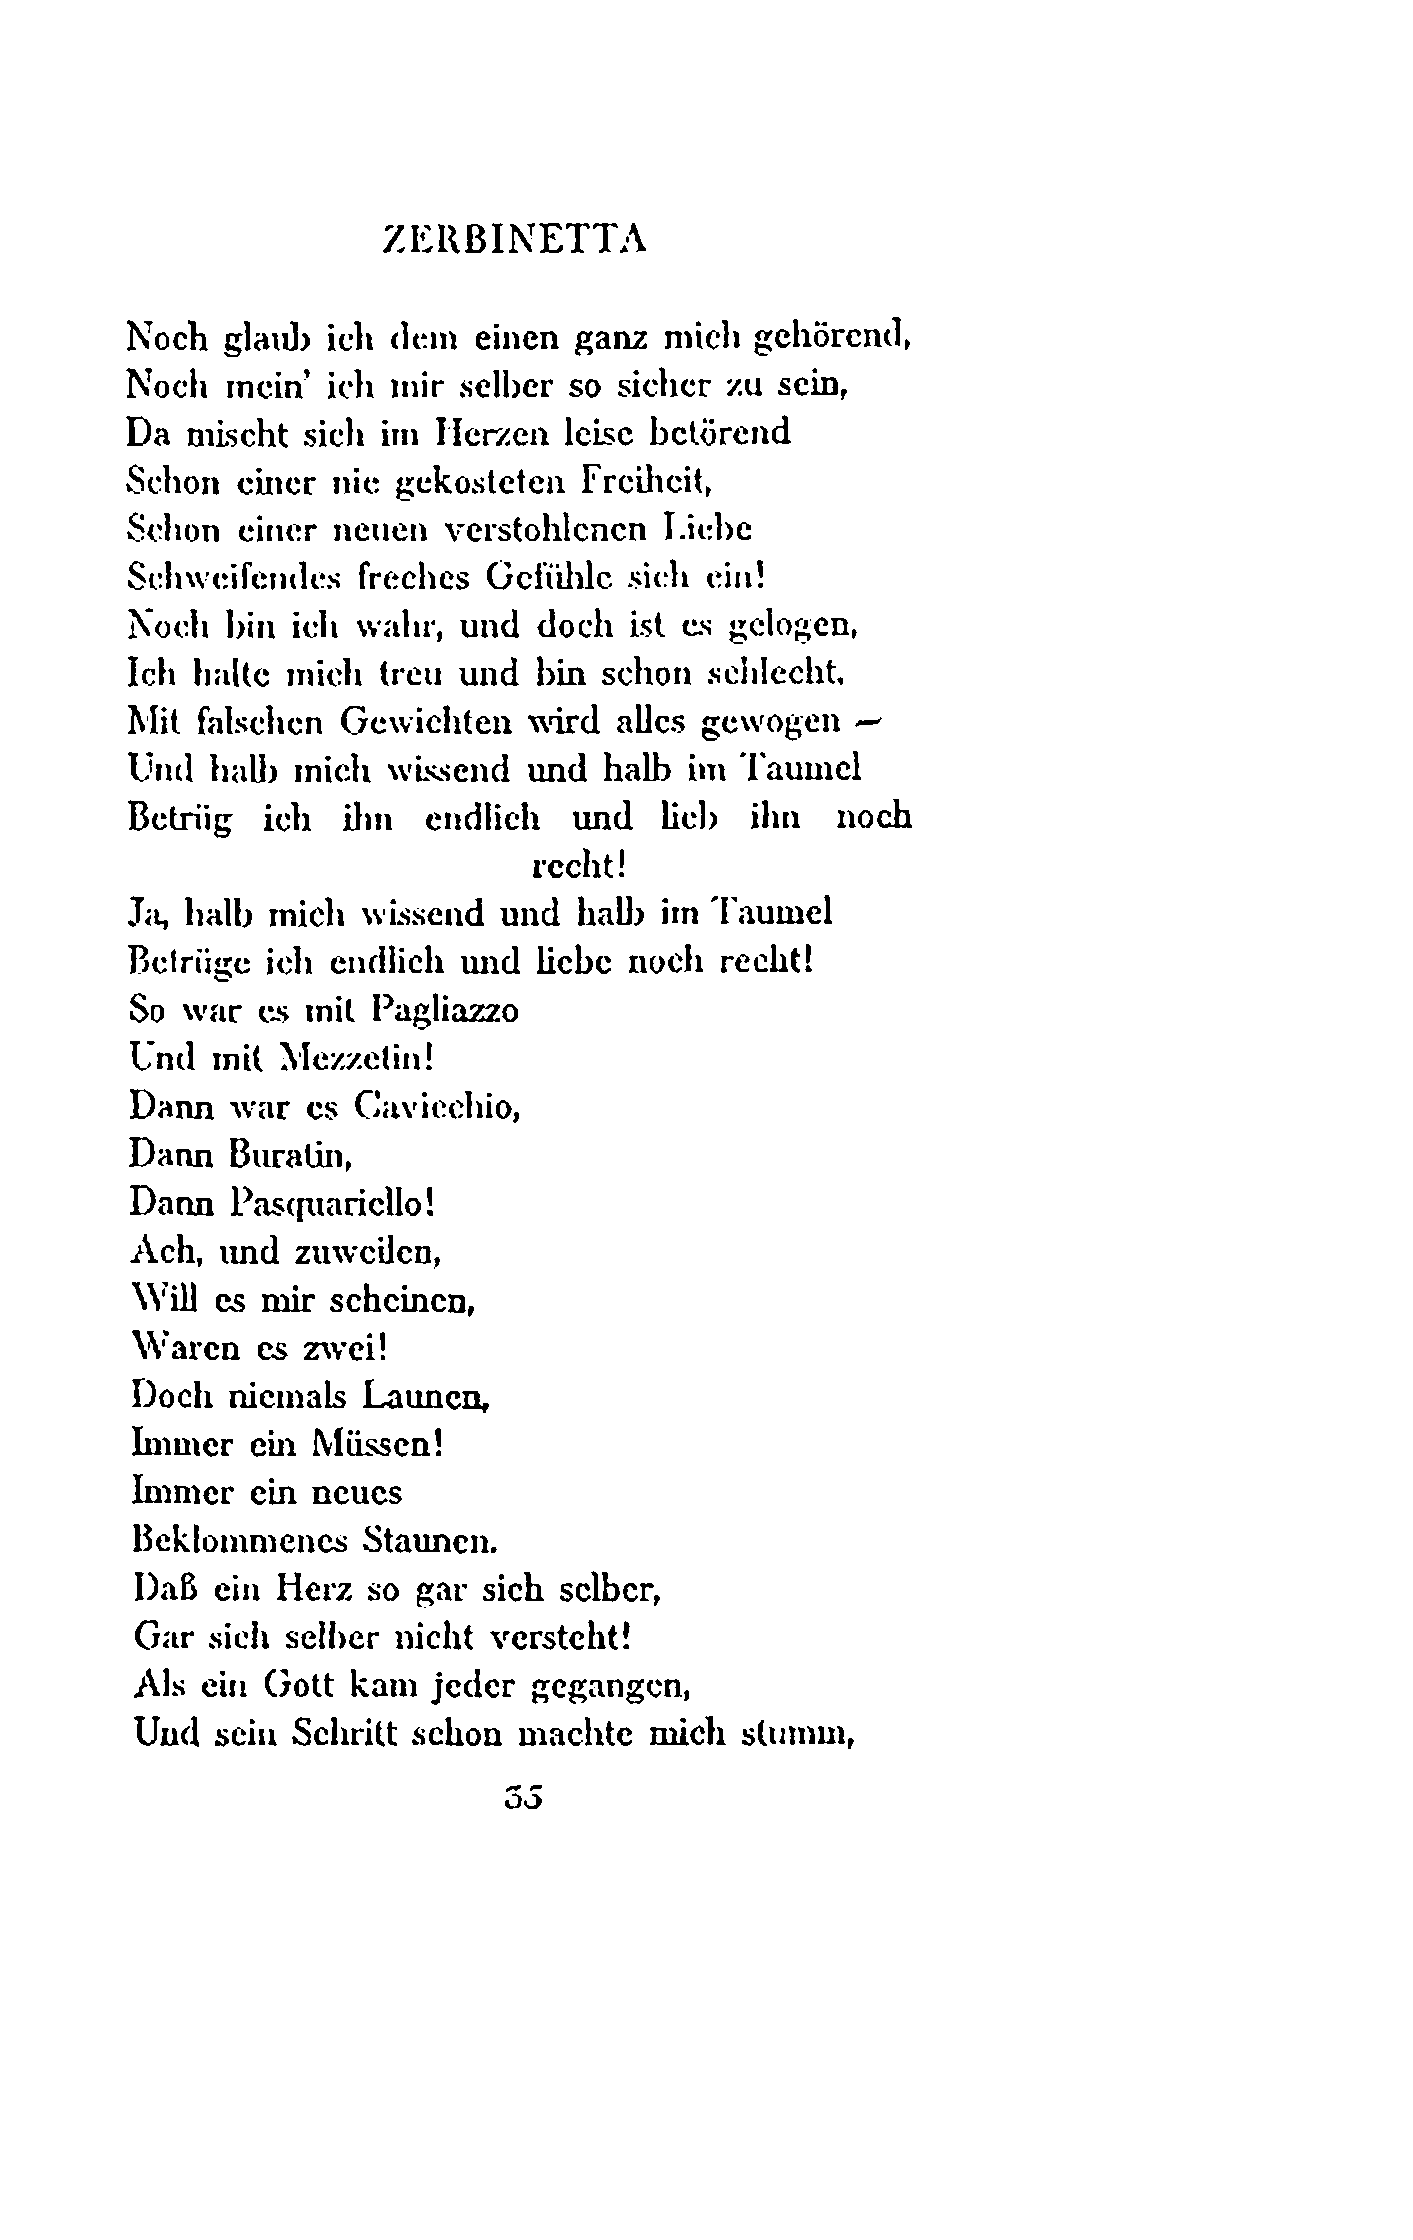 ZERBINETTA
Noch glaub ich dem einen ganz mich gehörend,
Noch mein' ich mir selber so sicher zu sein,
Da mischt sich im Herzen leise betörend
Schon einer nie gekosteten Freiheit,
Schon einer neuen verstohlenen Liebe
Schweifendes freches Gefühle sich ein!
Noch bin ich wahr, und doch ist es gelogen,
Ich halte mich treu und bin schon schlecht,
Mit falschen Gewichten wird alles gewogen —
Und halb mich wissend und halb im Taumel
Betrüg ich ihn endlich und lieb ihn noch
recht!
Ja, halb mich wissend und halb im Taumel
Betrüge ich endlich und liebe noch recht!
So war es mit Pagliazzo
Und mit Mezzetin!
Dann war es Cavicchio,
Dann Buratin,
Dann Pasquariello!
Ach, und zuweilen,
Will es mir scheinen,
Waren es zwei!
Doch niemals Launen,
Immer ein Müssen!
Immer ein neues
Beklommenes Staunen.
Daß ein Herz so gar sich selber,
Gar sich selber nicht versteht!
Als ein Gott kam jeder gegangen,
Und sein Schritt schon machte mich stumm,
35